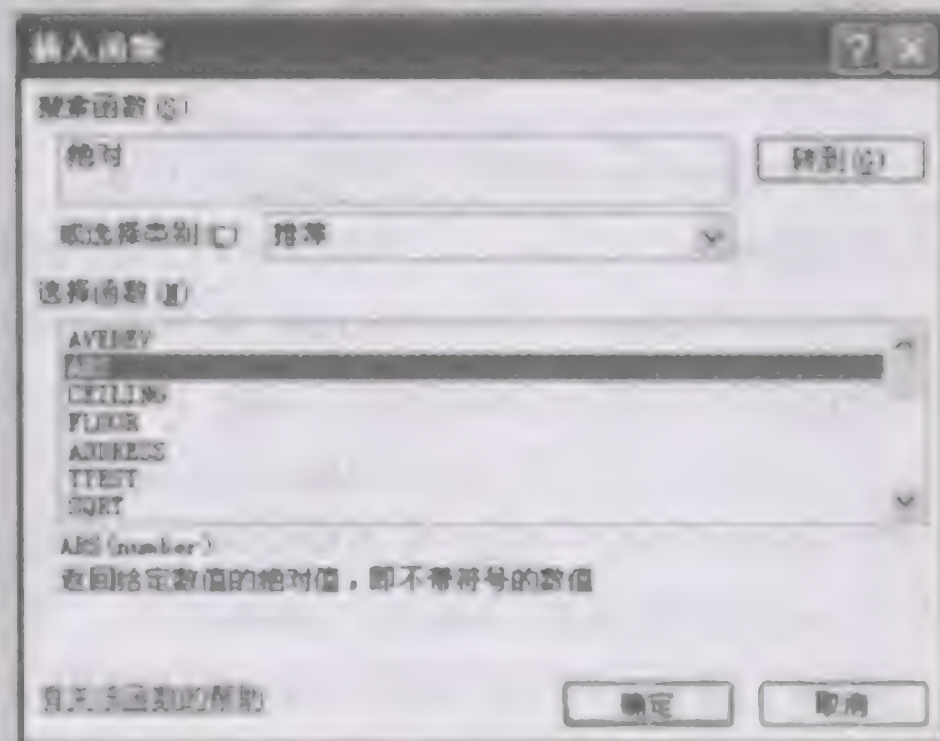 插入函数
搜索函数(S)
绝对
转到(G)
或选择类别(C) 推荐
选择函数(N)
AVEDEV
ABS
CEILING
FLOOR
ADDRESS
TTEST
SQRT
ABS(number)
返回给定数值的绝对值，即不带符号的数值
有关该函数的帮助
确定
取消